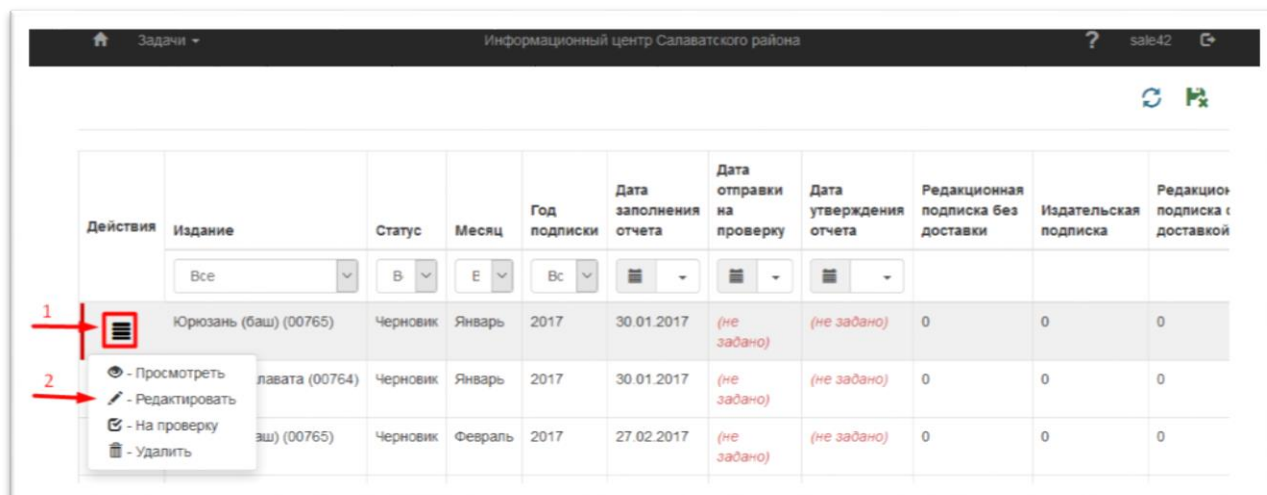 Задачи Информационный центр Салаватского района ? sale42
Действия Издание Статус Месяц Год подписки Дата заполнения отчета Дата отправки на проверку Дата утверждения отчета Редакционная подписка без доставки Издательская подписка Редакцион подписка с доставкой
Все В Е Вс
1
Юрюзань (баш) (00765) Черновик Январь 2017 30.01.2017 (не задано) (не задано) 0 0 0
- Просмотреть
лавата (00764) Черновик Январь 2017 30.01.2017 (не задано) (не задано) 0 0 0
2
- Редактировать
- На проверку
аш) (00765) Черновик Февраль 2017 27.02.2017 (не задано) (не задано) 0 0 0
- Удалить